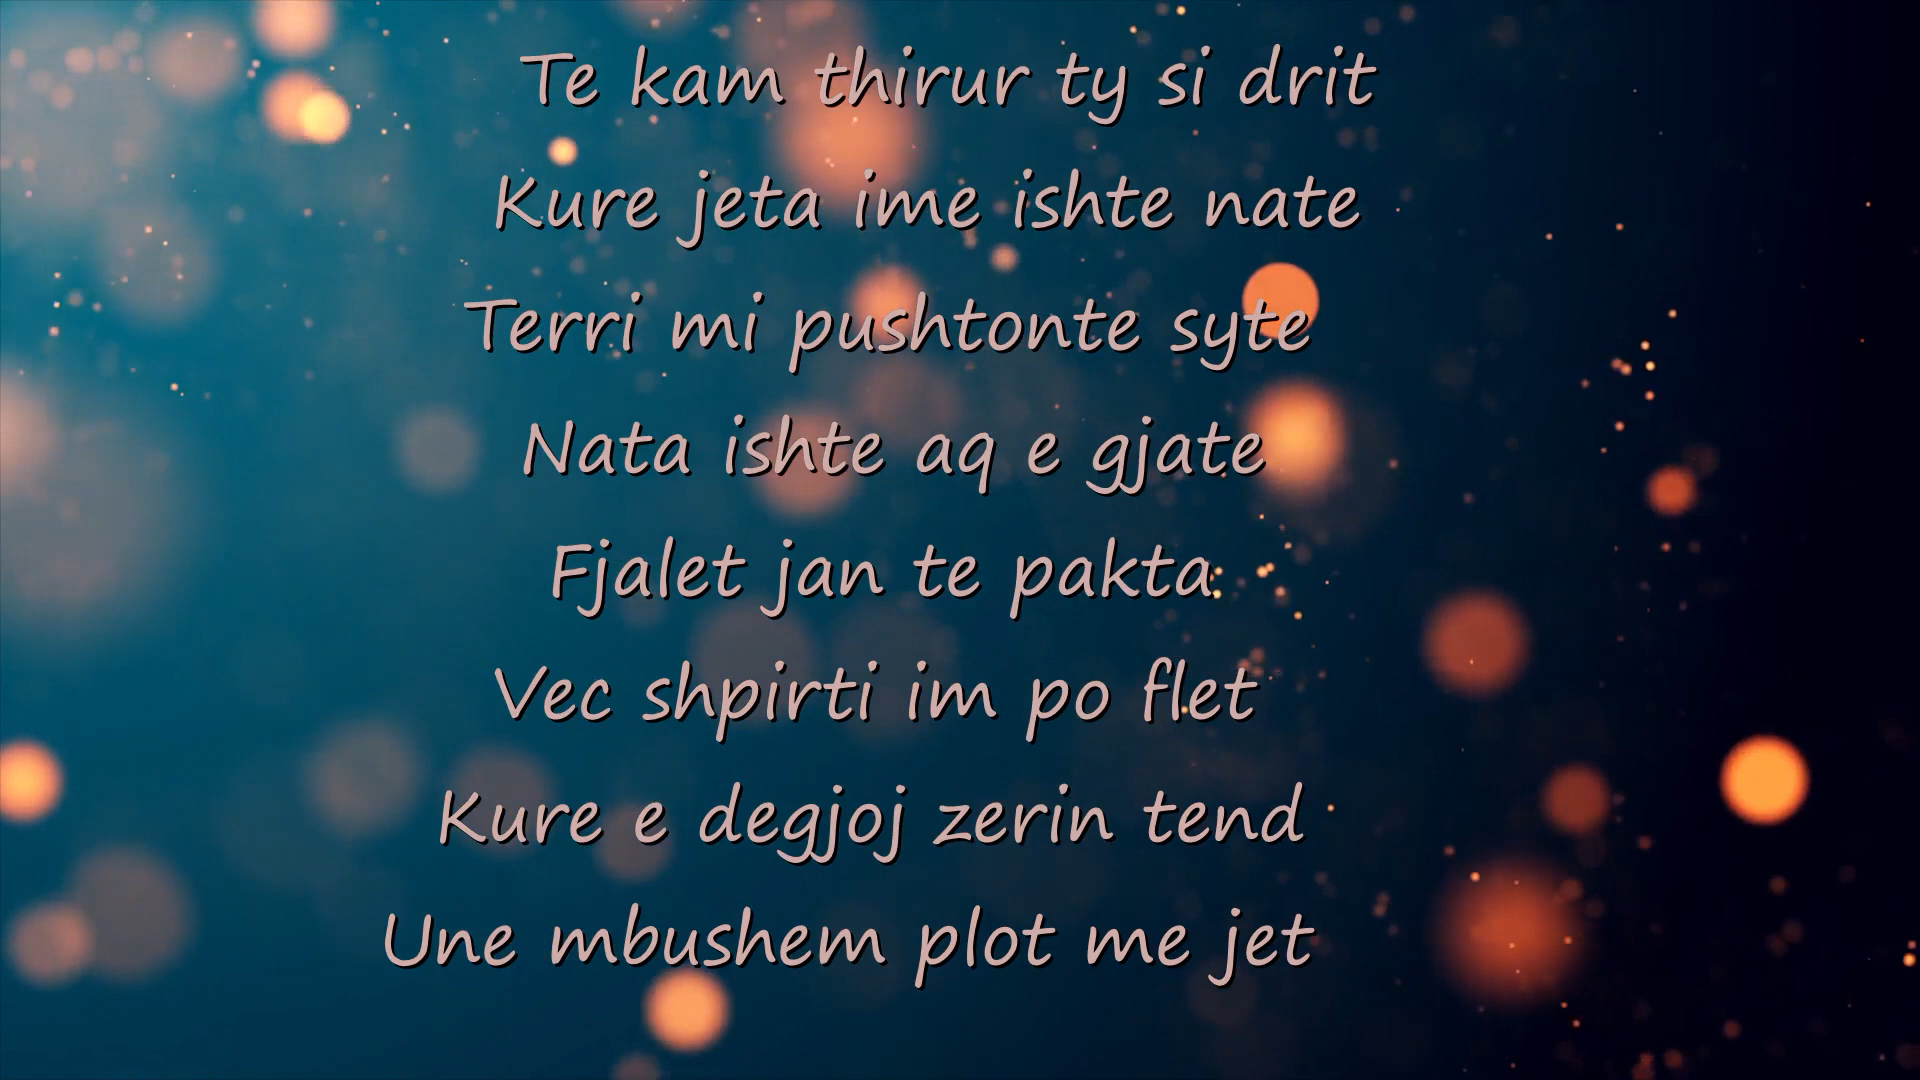 Te kam thirur ty si drit
Kure jeta ime ishte nate
Terri mi pushtonte syte
Nata ishte aq e gjate
Fjalet jan te pakta
Vec shpirti im po flet
Kure e degjoj zerin tend
Une mbushem plot me jet